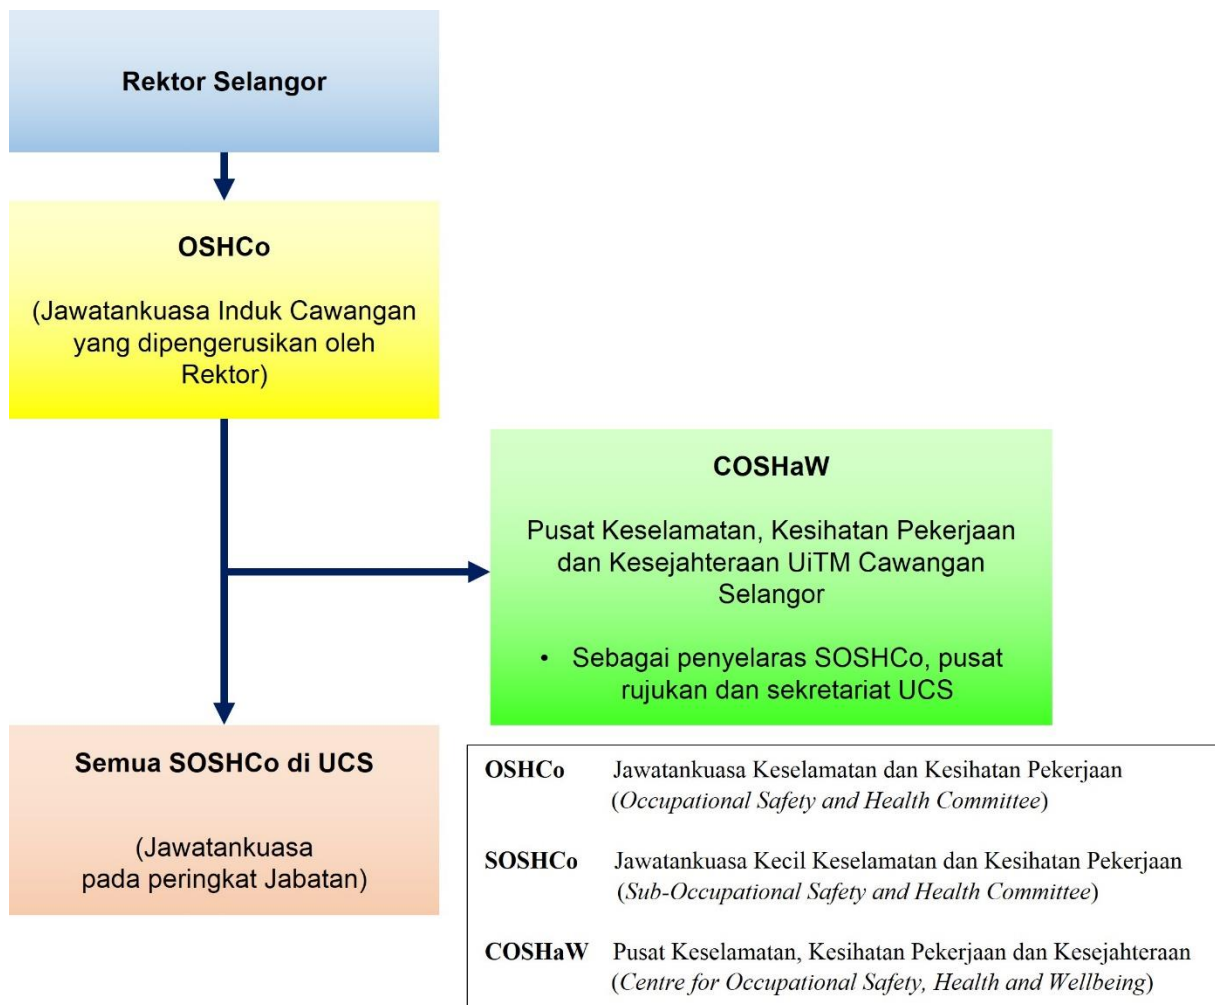 Rektor Selangor
OSHCo
(Jawatankuasa Induk Cawangan
yang dipengerusikan oleh
Rektor)
COSHaW
Pusat Keselamatan, Kesihatan Pekerjaan
dan Kesejahteraan UiTM Cawangan
Selangor
• Sebagai penyelaras SOSHCo, pusat
rujukan dan sekretariat UCS
Semua SOSHCo di UCS
(Jawatankuasa
pada peringkat Jabatan)
OSHCo Jawatankuasa Keselamatan dan Kesihatan Pekerjaan
(Occupational Safety and Health Committee)
SOSHCo Jawatankuasa Kecil Keselamatan dan Kesihatan Pekerjaan
(Sub-Occupational Safety and Health Committee)
COSHaW Pusat Keselamatan, Kesihatan Pekerjaan dan Kesejahteraan
(Centre for Occupational Safety, Health and Wellbeing)